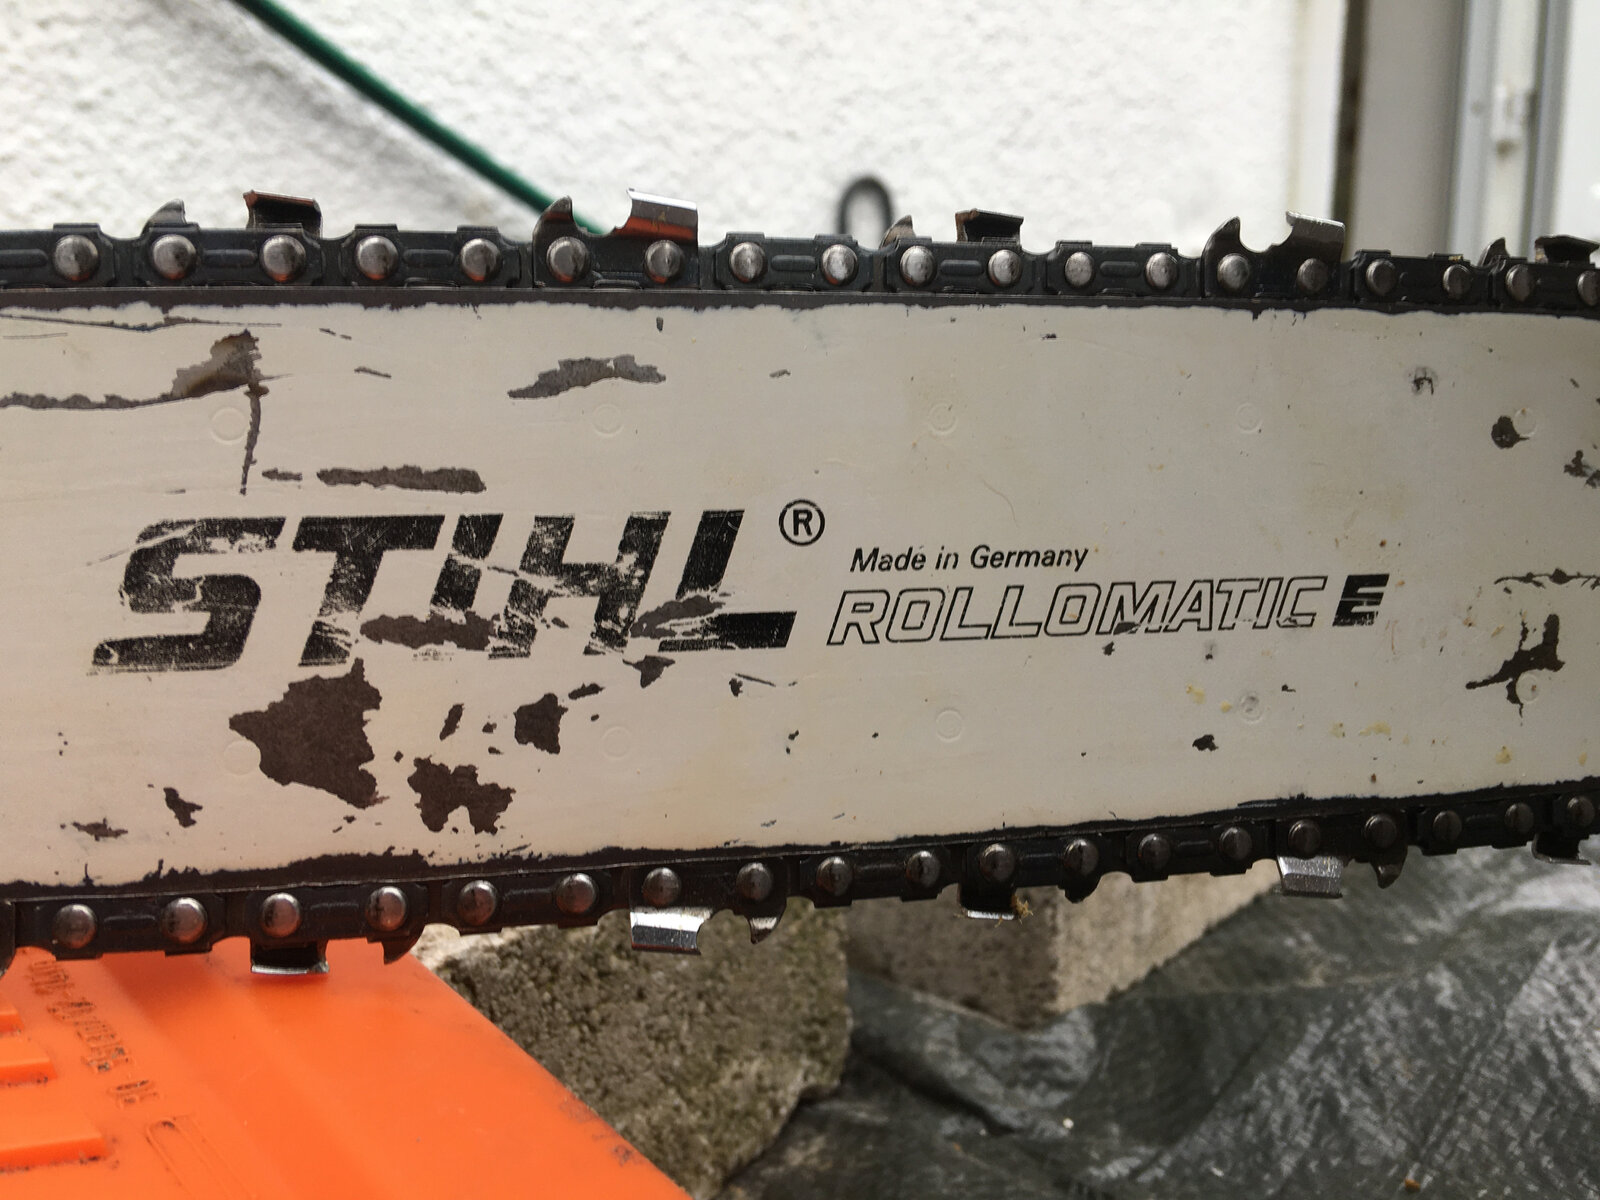 STIHL®
Made in Germany
ROLLOMATIC E